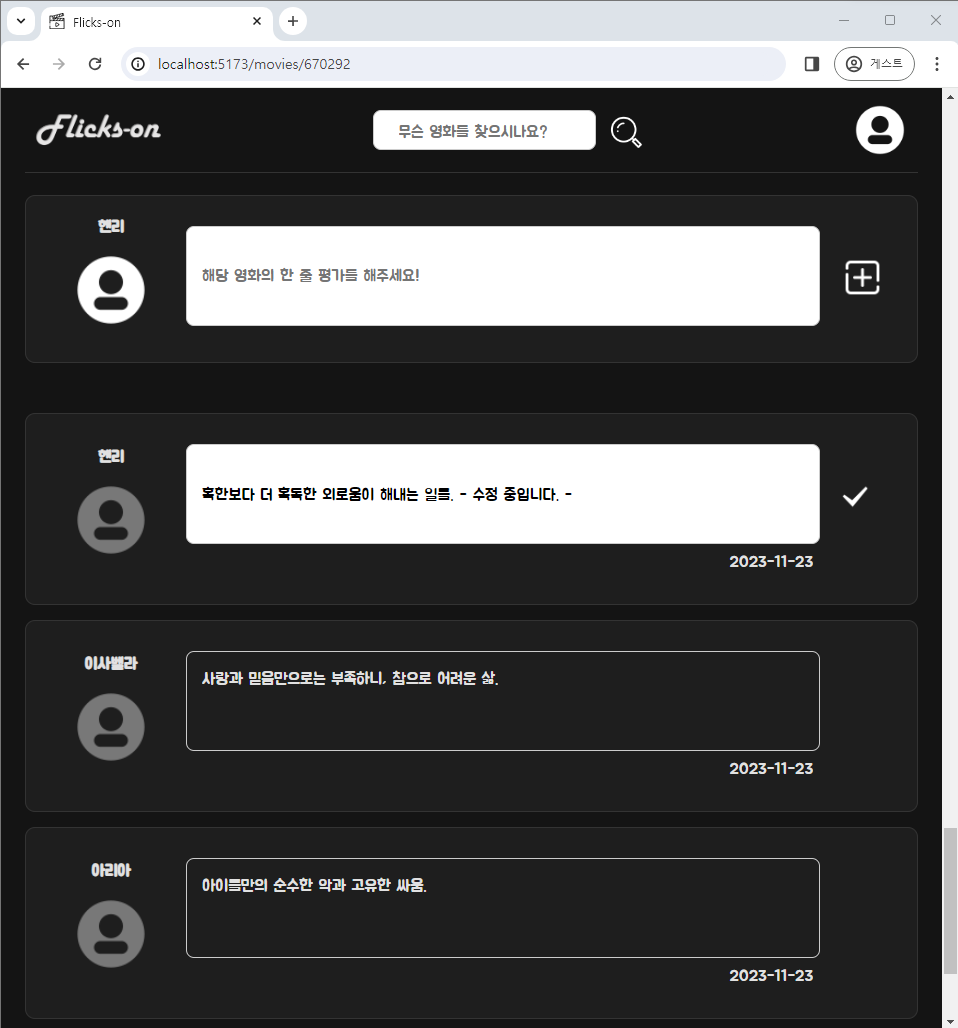 Flicks-on
localhost:5173/movies/670292
게스트
Flicks-on
무슨 영화를 찾으시나요?
헨리
해당 영화의 한 줄 평가를 해주세요!
헨리
혹한보다 더 혹독한 외로움이 해내는 일들. - 수정 중입니다. -
2023-11-23
이사벨라
사랑과 믿음만으로는 부족하니, 참으로 어려운 삶.
2023-11-23
아리아
아이들만의 순수한 악과 고유한 싸움.
2023-11-23